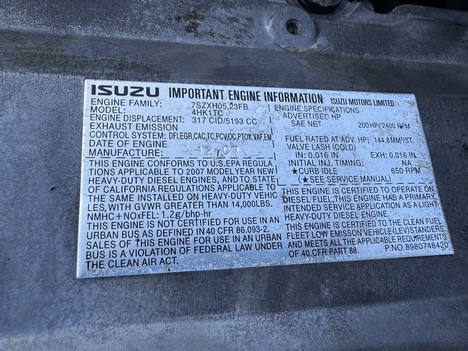 ISUZU IMPORTANT ENGINE INFORMATION ISUZU MOTORS LIMITED
ENGINE FAMILY: 7SZXH05.23FB
MODEL: 4HK1TC
ENGINE DISPLACEMENT: 317 CID/5193 CC
EXHAUST EMISSION
CONTROL SYSTEM: DFI,EGR,CAC,TC,PCV,OC,PTOX,VAF,EM
DATE OF ENGINE
MANUFACTURE:
THIS ENGINE CONFORMS TO U.S.EPA REGULA
TIONS APPLICABLE TO 2007 MODEL YEAR NEW
HEAVY-DUTY DIESEL ENGINES, AND TO STATE
OF CALIFORNIA REGULATIONS APPLICABLE TO
THE SAME, INSTALLED ON HEAVY-DUTY VEHIC
LES, WITH GVWR GREATER THAN 14,000LBS.
NMHC+NOxFEL: 1.2g/bhp-hr
THIS ENGINE IS NOT CERTIFIED FOR USE IN AN
URBAN BUS AS DEFINED IN 40 CFR 86.093-2.
SALES OF THIS ENGINE FOR USE IN AN URBAN
BUS IS A VIOLATION OF FEDERAL LAW UNDER
THE CLEAN AIR ACT.
ENGINE SPECIFICATIONS
ADVERTISED HP
SAE NET 200HP/2400 RPM
FUEL RATED AT ADV. HP: 144.8MM³/ST.
VALVE LASH (COLD)
IN: 0.016 IN EXH: 0.016 IN
INITIAL INJ. TIMING N/A
★CURB IDLE 650 RPM
(★SEE SERVICE MANUAL)
THIS ENGINE IS CERTIFIED TO OPERATE ON
DIESEL FUEL, THIS ENGINE HAS A PRIMARY
INTENDED SERVICE APPLICATION AS A LIGHT
HEAVY-DUTY DIESEL ENGINE.
THIS ENGINE IS CERTIFIED TO THE CLEAN FUEL
FLEET LOW EMISSION VEHICLE(LEV)STANDERS,
AND MEETS ALL THE APPLICABLE REQUIREMENTS
OF 40 CFR PART 88. P.NO.8980748420